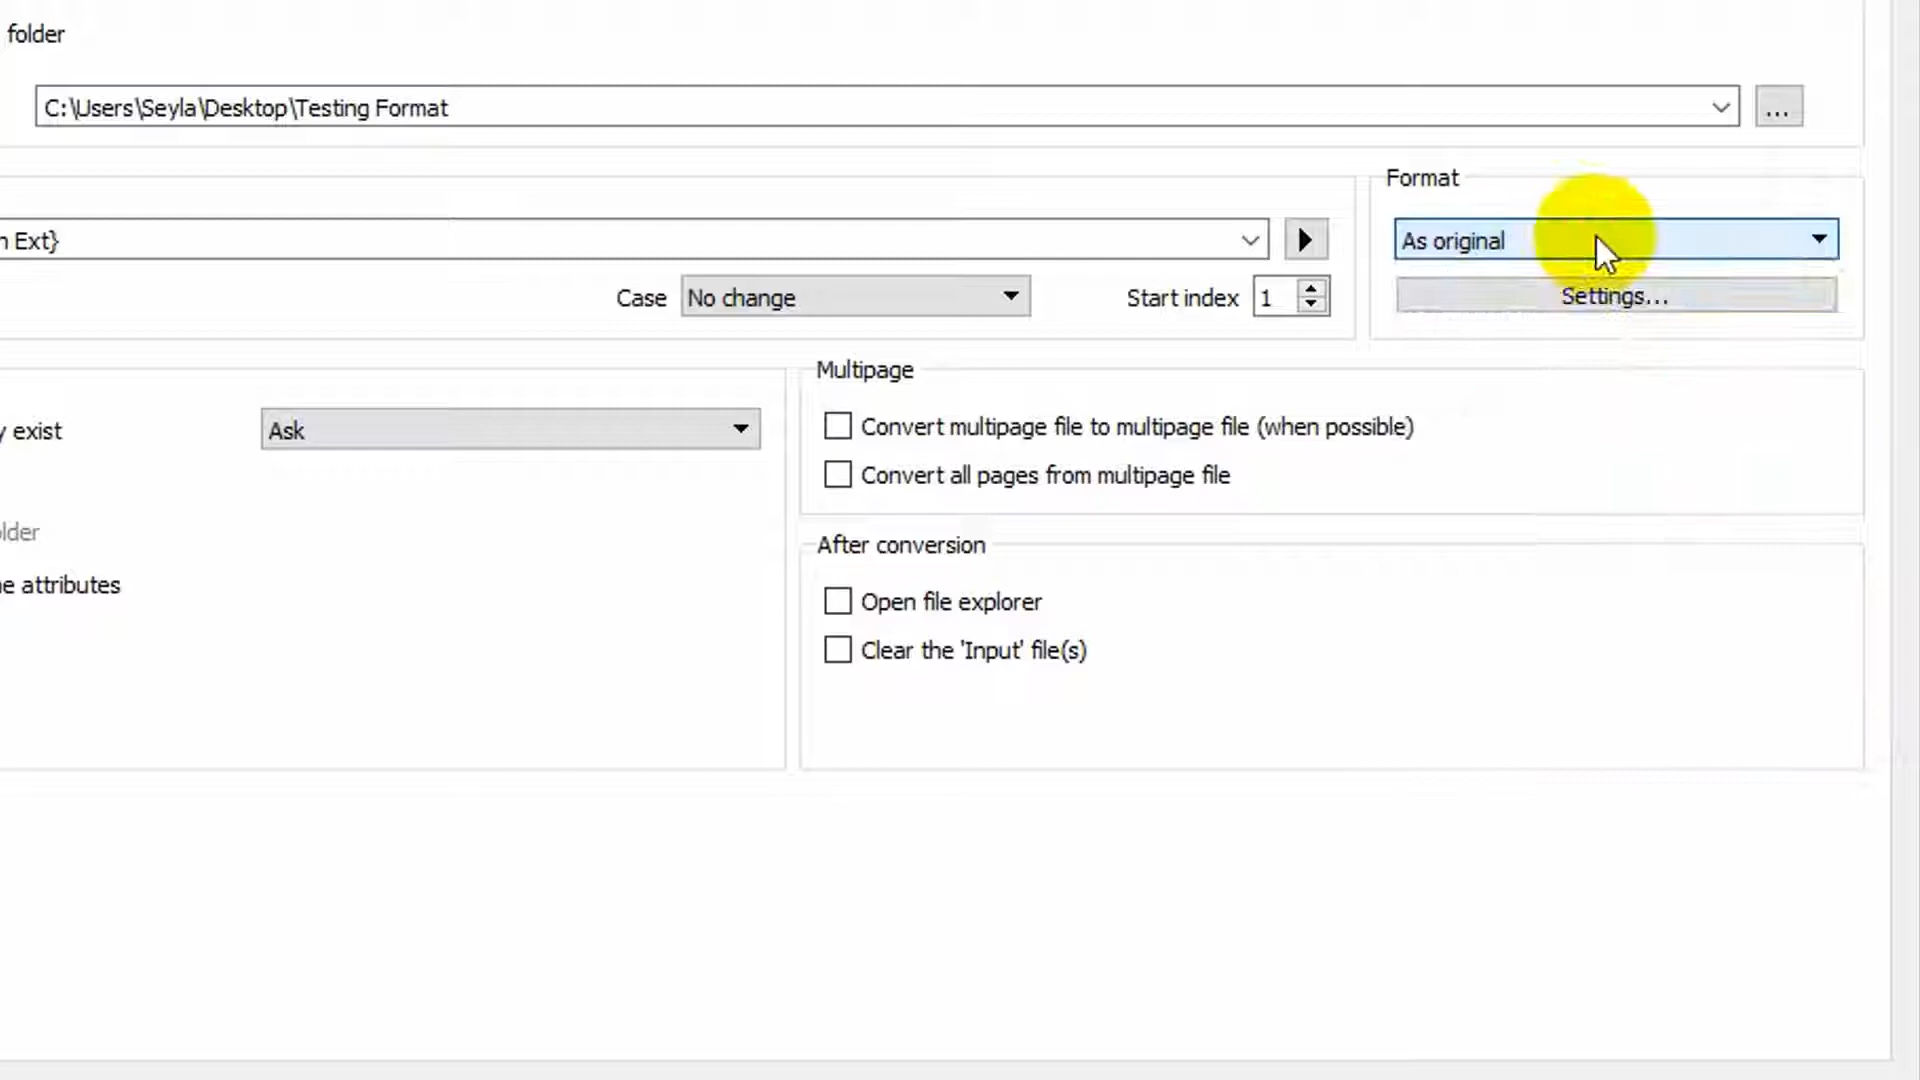 folder
C:\Users\Seyla\Desktop\Testing Format
...
Format
Ext}
As original
Case No change Start index 1
Settings...
Multipage
exist Ask
Convert multipage file to multipage file (when possible)
Convert all pages from multipage file
After conversion
attributes
Open file explorer
Clear the 'Input' file(s)